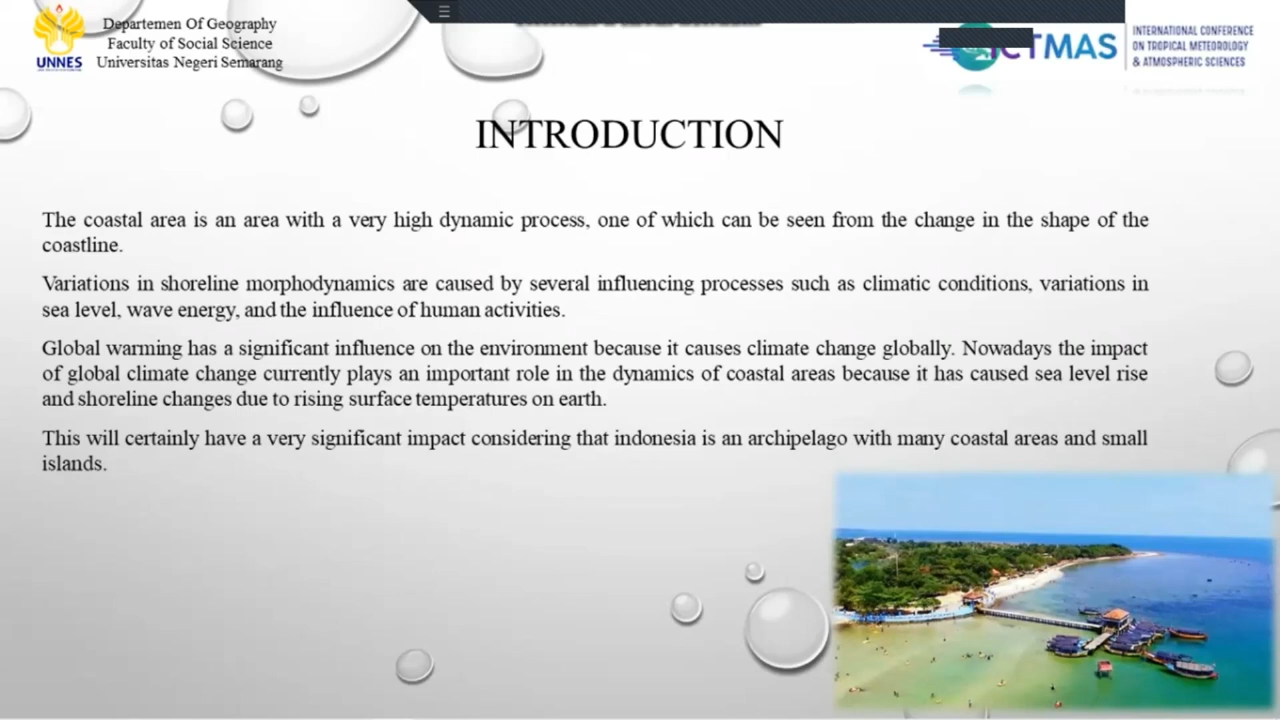 Departemen Of Geography
Faculty of Social Science
Universitas Negeri Semarang
UNNES
CTMAS
INTERNATIONAL CONFERENCE
ON TROPICAL METEOROLOGY
& ATMOSPHERIC SCIENCES
INTRODUCTION
The coastal area is an area with a very high dynamic process, one of which can be seen from the change in the shape of the
coastline.
Variations in shoreline morphodynamics are caused by several influencing processes such as climatic conditions, variations in
sea level, wave energy, and the influence of human activities.
Global warming has a significant influence on the environment because it causes climate change globally. Nowadays the impact
of global climate change currently plays an important role in the dynamics of coastal areas because it has caused sea level rise
and shoreline changes due to rising surface temperatures on earth.
This will certainly have a very significant impact considering that indonesia is an archipelago with many coastal areas and small
islands.